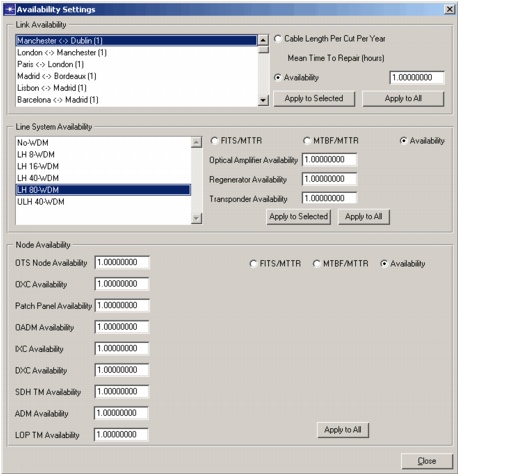 Availability Settings
Link Availability
Manchester <-> Dublin (1)
London <-> Manchester (1)
Paris <-> London (1)
Madrid <-> Bordeaux (1)
Lisbon <-> Madrid (1)
Barcelona <-> Madrid (1)
Cable Length Per Cut Per Year
Mean Time To Repair (hours)
Availability 1.00000000
Apply to Selected Apply to All
Line System Availability
No-WDM
LH 8-WDM
LH 16-WDM
LH 40-WDM
LH 80-WDM
ULH 40-WDM
FITS/MTTR MTBF/MTTR Availability
Optical Amplifier Availability 1.00000000
Regenerator Availability 1.00000000
Transponder Availability 1.00000000
Apply to Selected Apply to All
Node Availability
OTS Node Availability 1.00000000
FITS/MTTR MTBF/MTTR Availability
OXC Availability 1.00000000
Patch Panel Availability 1.00000000
OADM Availability 1.00000000
IXC Availability 1.00000000
DXC Availability 1.00000000
SDH TM Availability 1.00000000
ADM Availability 1.00000000
LOP TM Availability 1.00000000
Apply to All
Close